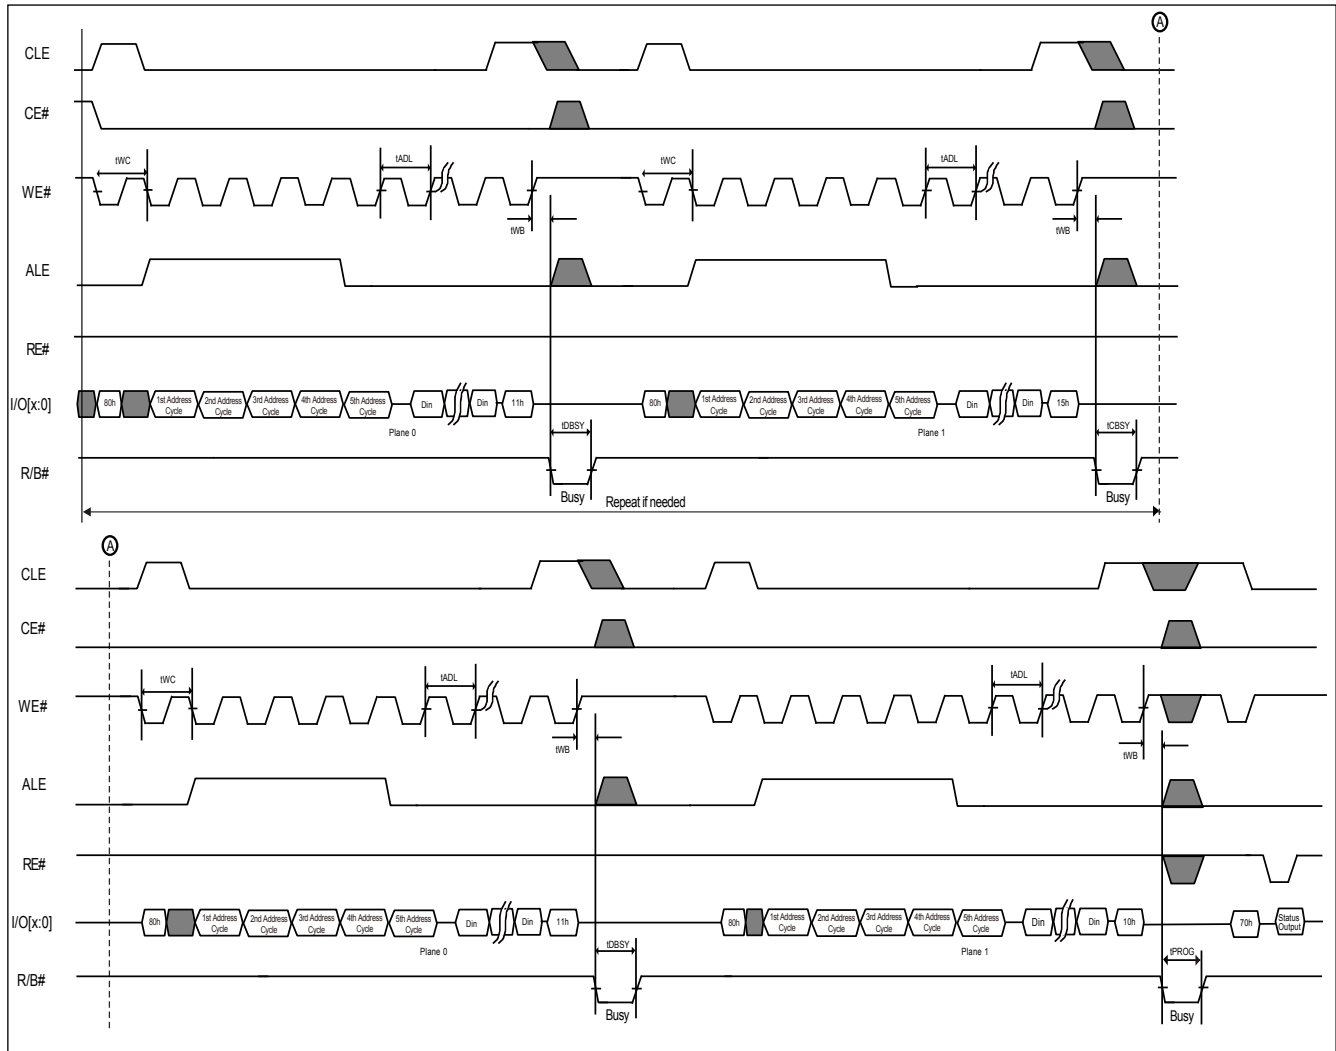 A
CLE
CE#
tWC
tADL
tWC
tADL
WE#
tWB
tWB
ALE
RE#
I/O[x:0]
80h
1st Address Cycle
2nd Address Cycle
3rd Address Cycle
4th Address Cycle
5th Address Cycle
Din
Din
11h
80h
1st Address Cycle
2nd Address Cycle
3rd Address Cycle
4th Address Cycle
5th Address Cycle
Din
Din
15h
Plane 0
tDBSY
Plane 1
tCBSY
R/B#
Busy
Busy
Repeat if needed
A
CLE
CE#
tWC
tADL
tADL
WE#
tWB
tWB
ALE
RE#
I/O[x:0]
80h
1st Address Cycle
2nd Address Cycle
3rd Address Cycle
4th Address Cycle
5th Address Cycle
Din
Din
11h
80h
1st Address Cycle
2nd Address Cycle
3rd Address Cycle
4th Address Cycle
5th Address Cycle
Din
Din
10h
70h
Status Output
Plane 0
tDBSY
Plane 1
tPROG
R/B#
Busy
Busy